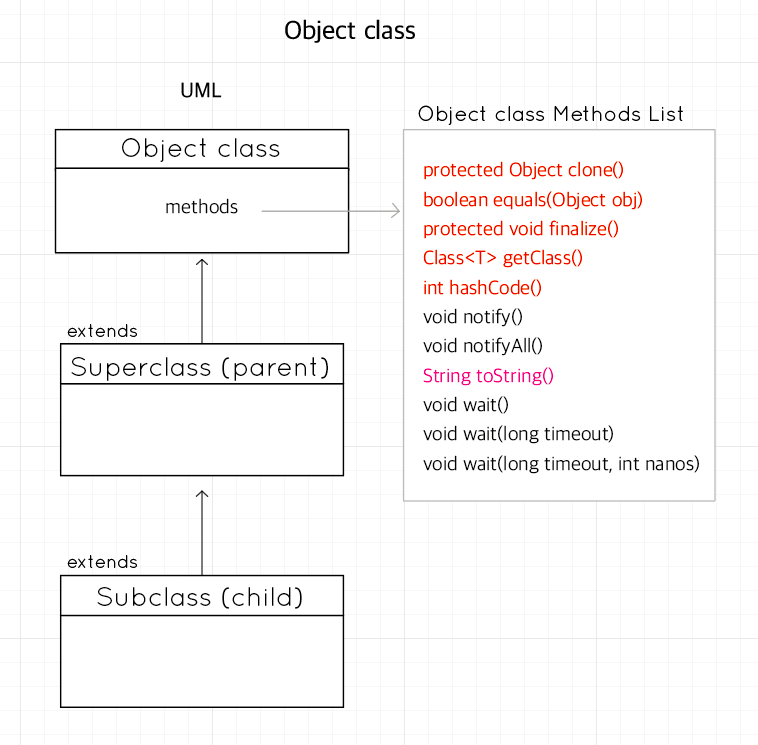 Object class
UML
Object class
methods
extends
Superclass (parent)
extends
Subclass (child)
Object class Methods List
protected Object clone()
boolean equals(Object obj)
protected void finalize()
Class<T> getClass()
int hashCode()
void notify()
void notifyAll()
String toString()
void wait()
void wait(long timeout)
void wait(long timeout, int nanos)